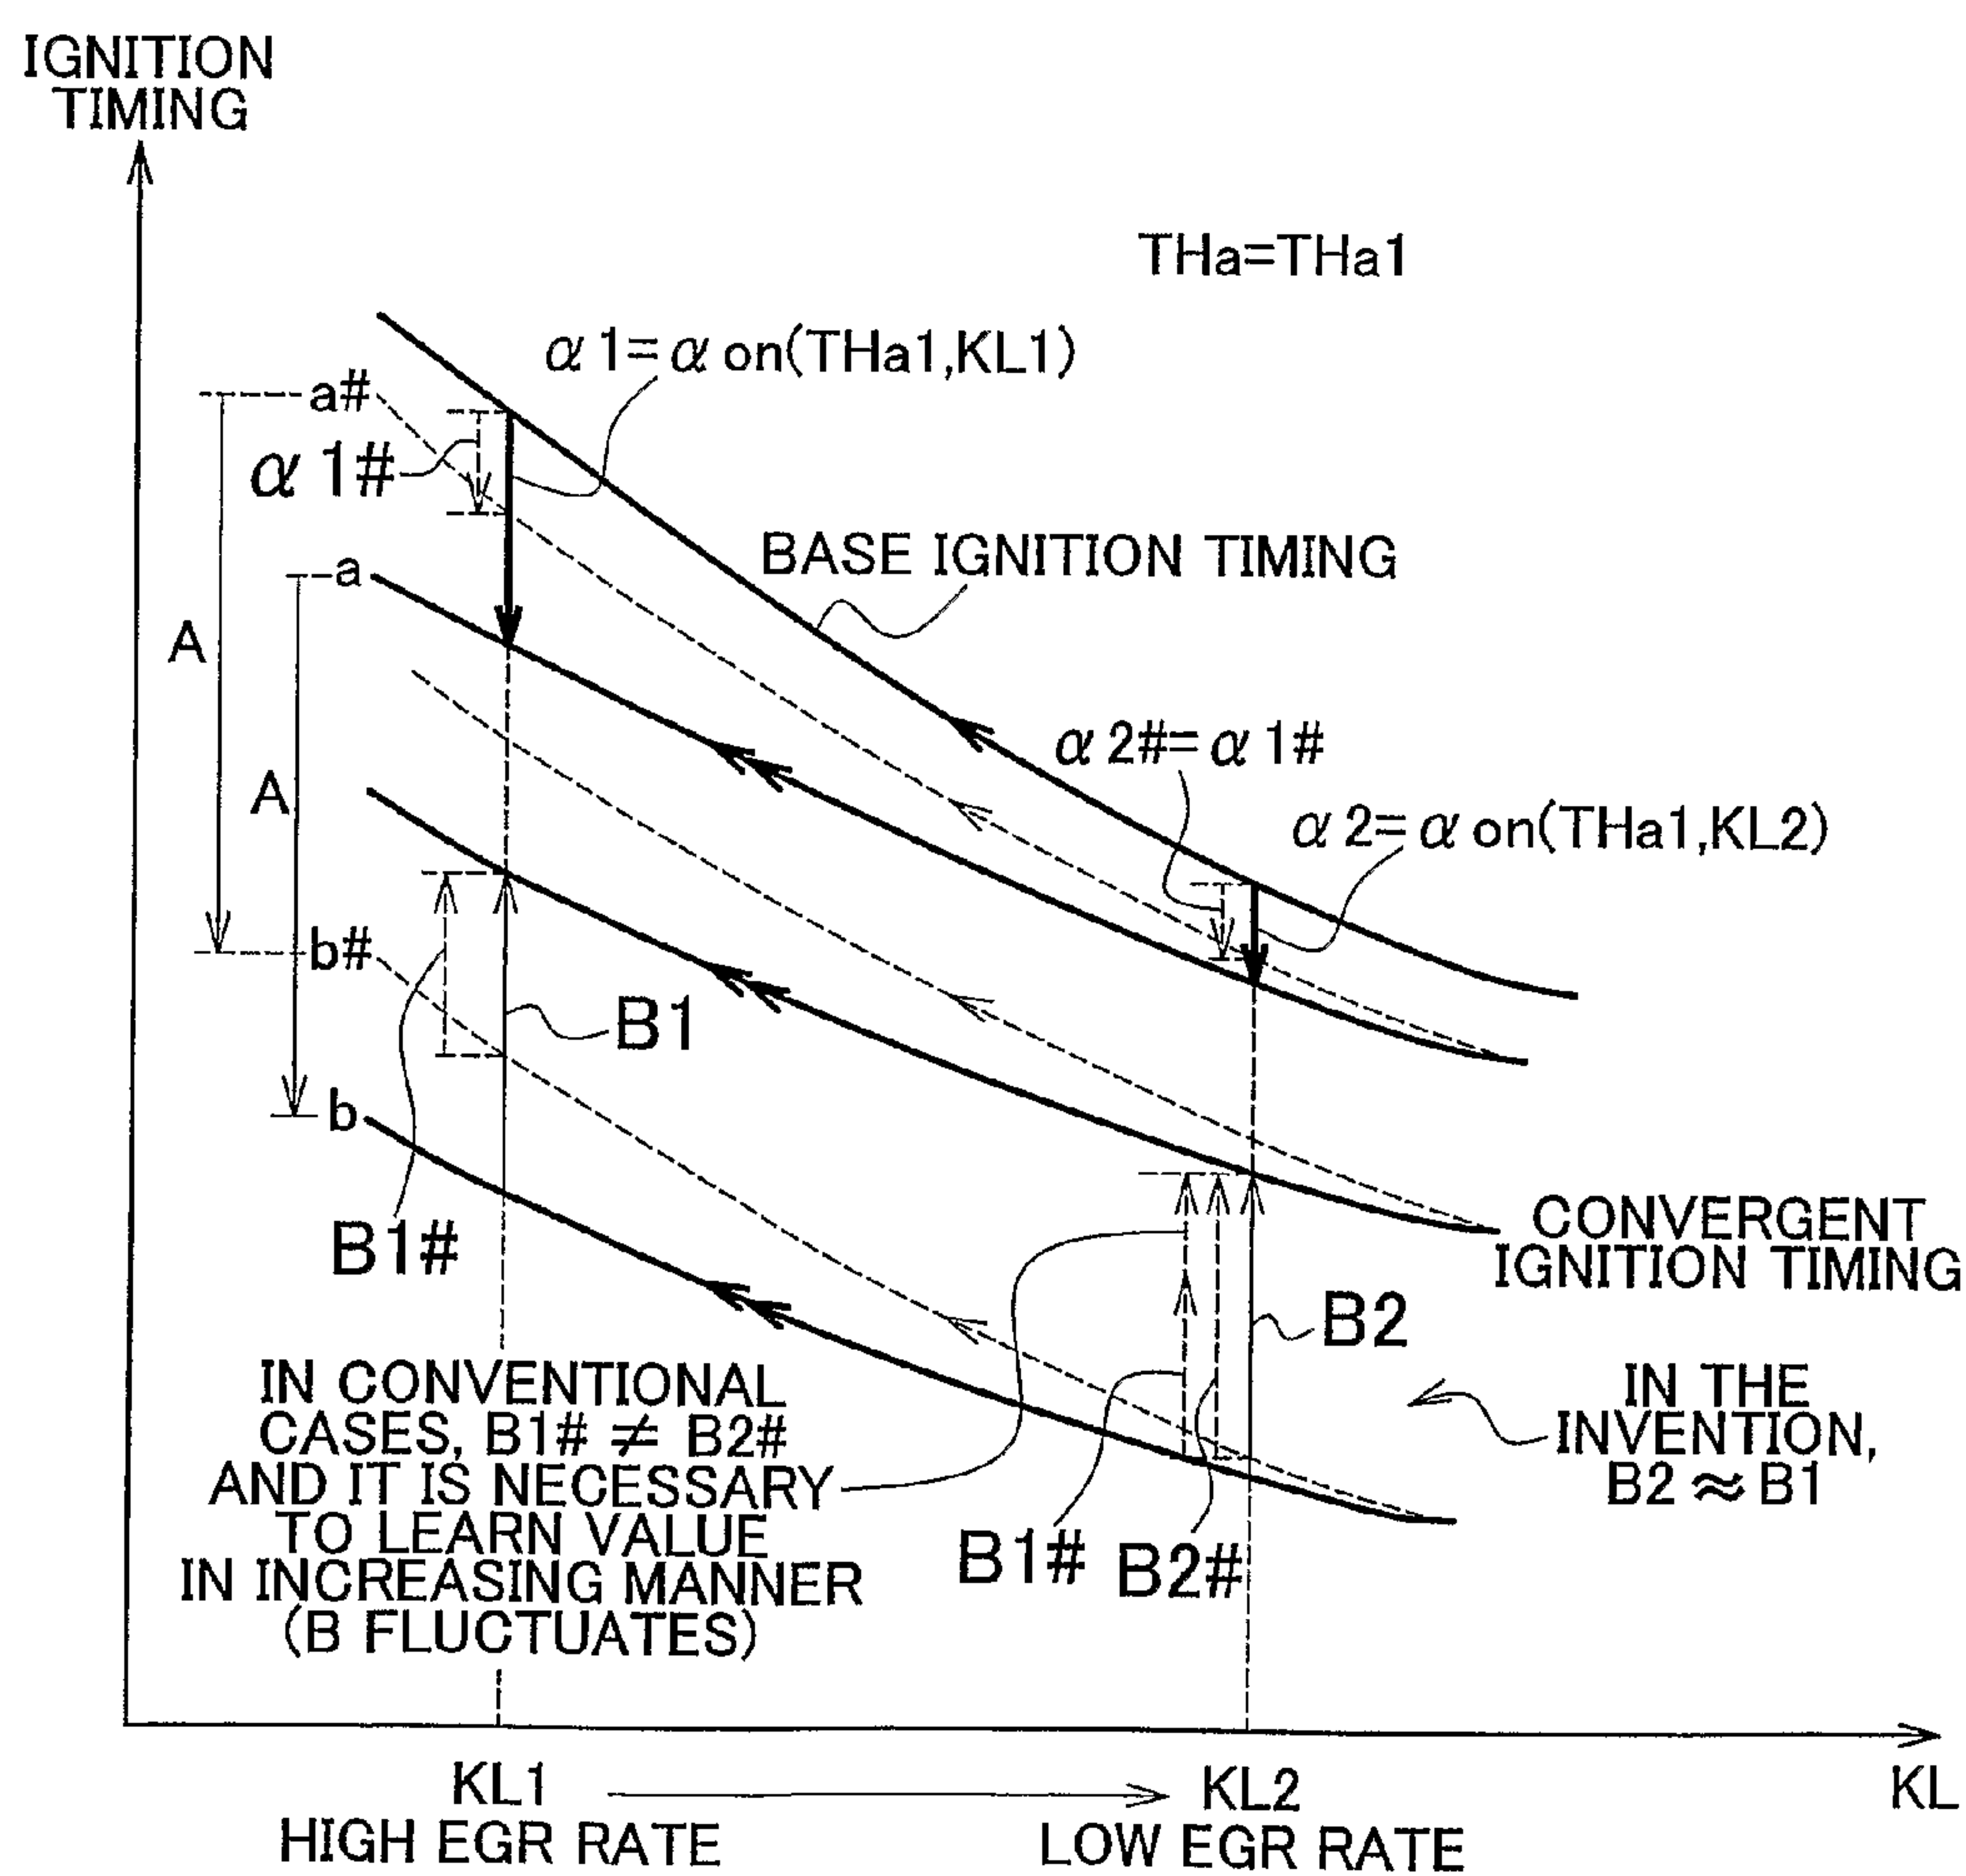 IGNITION
TIMING
THa=THa1
α1=αon(THa1,KL1)
a#
α1#
BASE IGNITION TIMING
a
A
α2#=α1#
A
α2=αon(THa1,KL2)
b#
B1
b
B1#
CONVERGENT
IGNITION TIMING
B2
IN CONVENTIONAL
CASES, B1# ≠ B2#
AND IT IS NECESSARY
TO LEARN VALUE
IN INCREASING MANNER
(B FLUCTUATES)
IN THE
INVENTION,
B2 ≈ B1
B1#
B2#
KL1
KL2
KL
HIGH EGR RATE
LOW EGR RATE